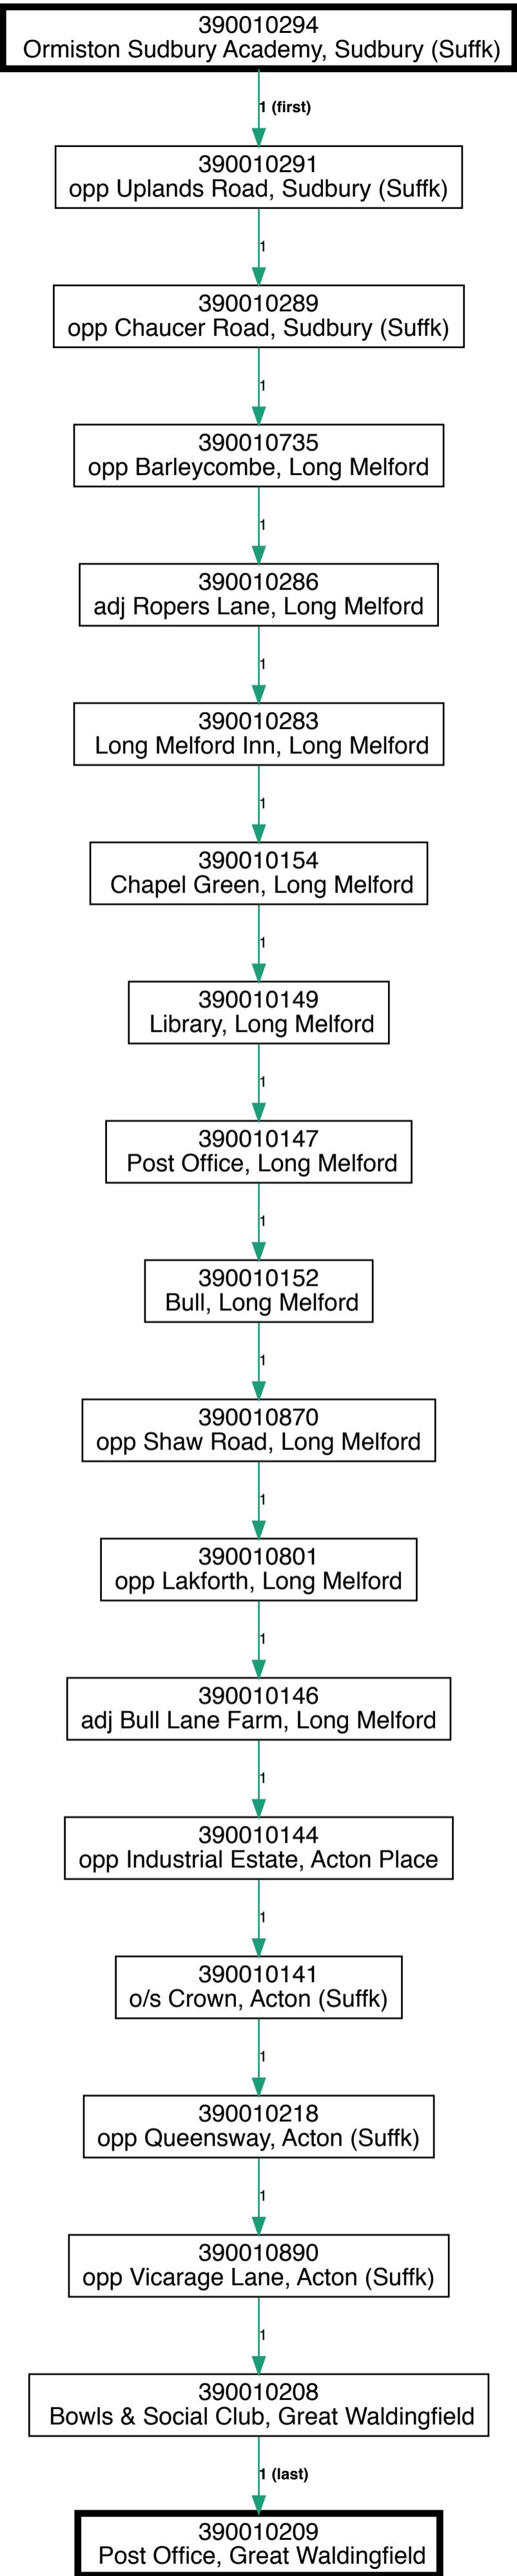 390010294
Ormiston Sudbury Academy, Sudbury (Suffk)
1 (first)
390010291
opp Uplands Road, Sudbury (Suffk)
1
390010289
opp Chaucer Road, Sudbury (Suffk)
1
390010735
opp Barleycombe, Long Melford
1
390010286
adj Ropers Lane, Long Melford
1
390010283
Long Melford Inn, Long Melford
1
390010154
Chapel Green, Long Melford
1
390010149
Library, Long Melford
1
390010147
Post Office, Long Melford
1
390010152
Bull, Long Melford
1
390010870
opp Shaw Road, Long Melford
1
390010801
opp Lakforth, Long Melford
1
390010146
adj Bull Lane Farm, Long Melford
1
390010144
opp Industrial Estate, Acton Place
1
390010141
o/s Crown, Acton (Suffk)
1
390010218
opp Queensway, Acton (Suffk)
1
390010890
opp Vicarage Lane, Acton (Suffk)
1
390010208
Bowls & Social Club, Great Waldingfield
1 (last)
390010209
Post Office, Great Waldingfield